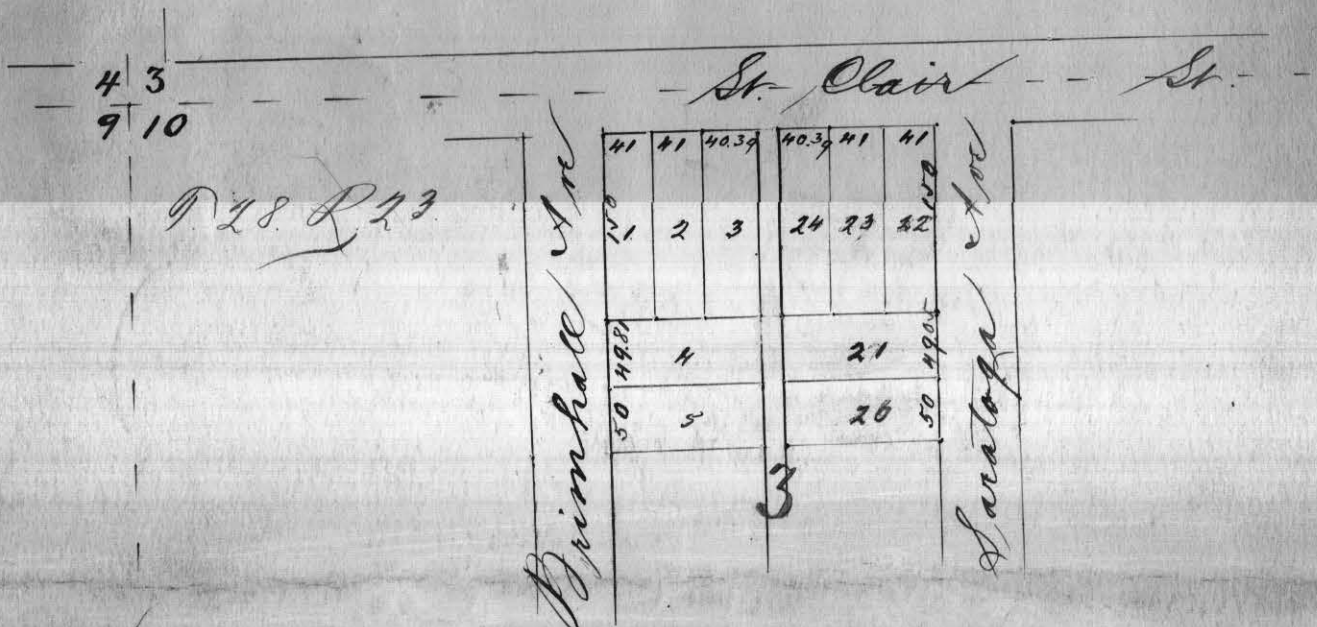 4 3
St. Clair St.
9 10
41 41 40.39 40.39 41 41
T 28 R 23
150 150
1 2 3 24 23 22
Brimhall Ave
Saratoga Ave
49.81 4 21 49.05
50 5 20 50
3